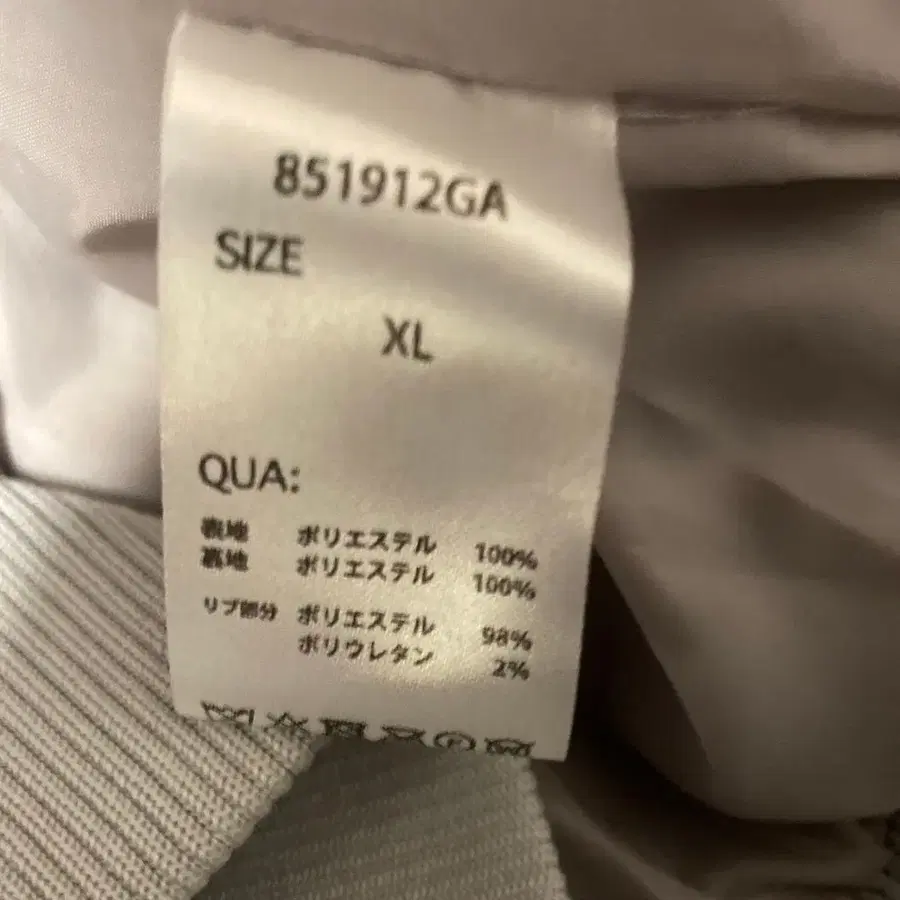 851912GA
SIZE
XL
QUA:
表地 ポリエステル 100%
裏地 ポリエステル 100%
リブ部分 ポリエステル 98%
ポリウレタン 2%